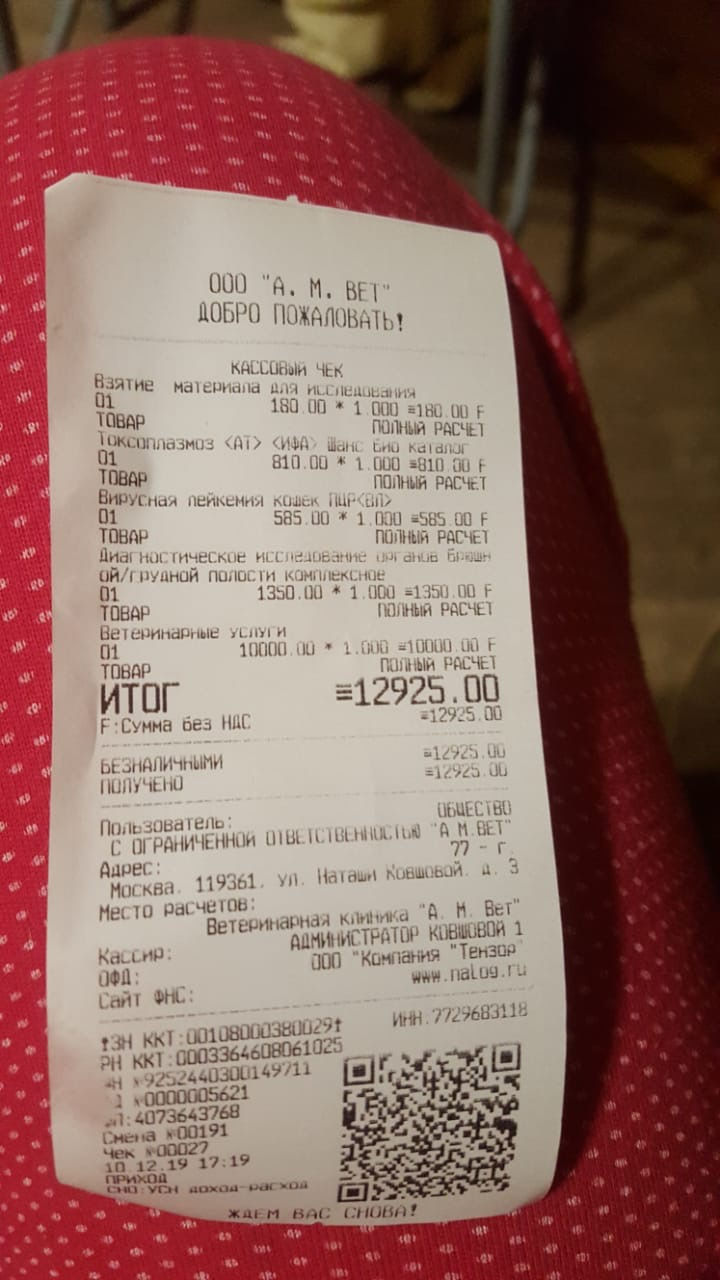 ООО "А. М. ВЕТ"
ДОБРО ПОЖАЛОВАТЬ!
КАССОВЫЙ ЧЕК
Взятие материала для исследования
01 180.00 * 1.000 ≡180.00 F
ТОВАР ПОЛНЫЙ РАСЧЕТ
Токсоплазмоз <АТ> <ИФА> Шанс Био каталог
01 810.00 * 1.000 ≡810.00 F
ТОВАР ПОЛНЫЙ РАСЧЕТ
Вирусная лейкемия кошек ПЦР<ВЛ>
01 585.00 * 1.000 ≡585.00 F
ТОВАР ПОЛНЫЙ РАСЧЕТ
Диагностическое исследование органов брюшн
ой/грудной полости комплексное
01 1350.00 * 1.000 ≡1350.00 F
ТОВАР ПОЛНЫЙ РАСЧЕТ
Ветеринарные услуги
01 10000.00 * 1.000 ≡10000.00 F
ТОВАР ПОЛНЫЙ РАСЧЕТ
ИТОГ ≡12925.00
F:Сумма без НДС ≡12925.00
БЕЗНАЛИЧНЫМИ ≡12925.00
ПОЛУЧЕНО ≡12925.00
Пользователь: ОБЩЕСТВО
С ОГРАНИЧЕННОЙ ОТВЕТСТВЕННОСТЬЮ "А М.ВЕТ"
Адрес: 77 - г.
Москва. 119361. ул. Наташи Ковшовой. д. 3
Место расчетов:
Ветеринарная клиника "А. М. Вет"
Кассир: АДМИНИСТРАТОР КОВШОВОЙ 1
ОФД: ООО "Компания "Тензор"
Сайт ФНС: www.nalog.ru
ЗН ККТ:00108000380029 ИНН:7729683118
РН ККТ:0003364608061025
№9252440300149711
№0000005621
:4073643768
Смена №00191
Чек №00027
10.12.19 17:19
ПРИХОД
СНО:УСН доход-расход
ЖДЕМ ВАС СНОВА!